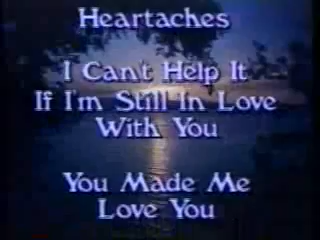 Heartaches
I Can't Help It
If I'm Still In Love
With You
You Made Me
Love You